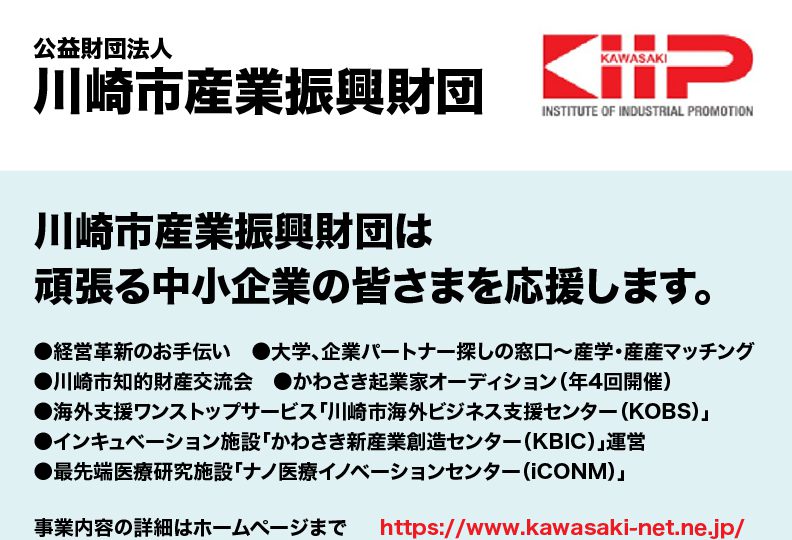 公益財団法人
川崎市産業振興財団
KAWASAKI
KIIP
INSTITUTE OF INDUSTRIAL PROMOTION
川崎市産業振興財団は
頑張る中小企業の皆さまを応援します。
●経営革新のお手伝い　●大学、企業パートナー探しの窓口〜産学・産産マッチング
●川崎市知的財産交流会　●かわさき起業家オーディション（年4回開催）
●海外支援ワンストップサービス「川崎市海外ビジネス支援センター（KOBS）」
●インキュベーション施設「かわさき新産業創造センター（KBIC）」運営
●最先端医療研究施設「ナノ医療イノベーションセンター（iCONM）」
事業内容の詳細はホームページまで　https://www.kawasaki-net.ne.jp/